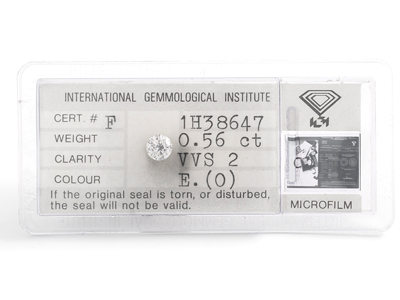 INTERNATIONAL GEMMOLOGICAL INSTITUTE
CERT. # F 1H38647
WEIGHT 0.56 ct
CLARITY VVS 2
COLOUR E.(O)
If the original seal is torn, or disturbed,
the seal will not be valid.
MICROFILM